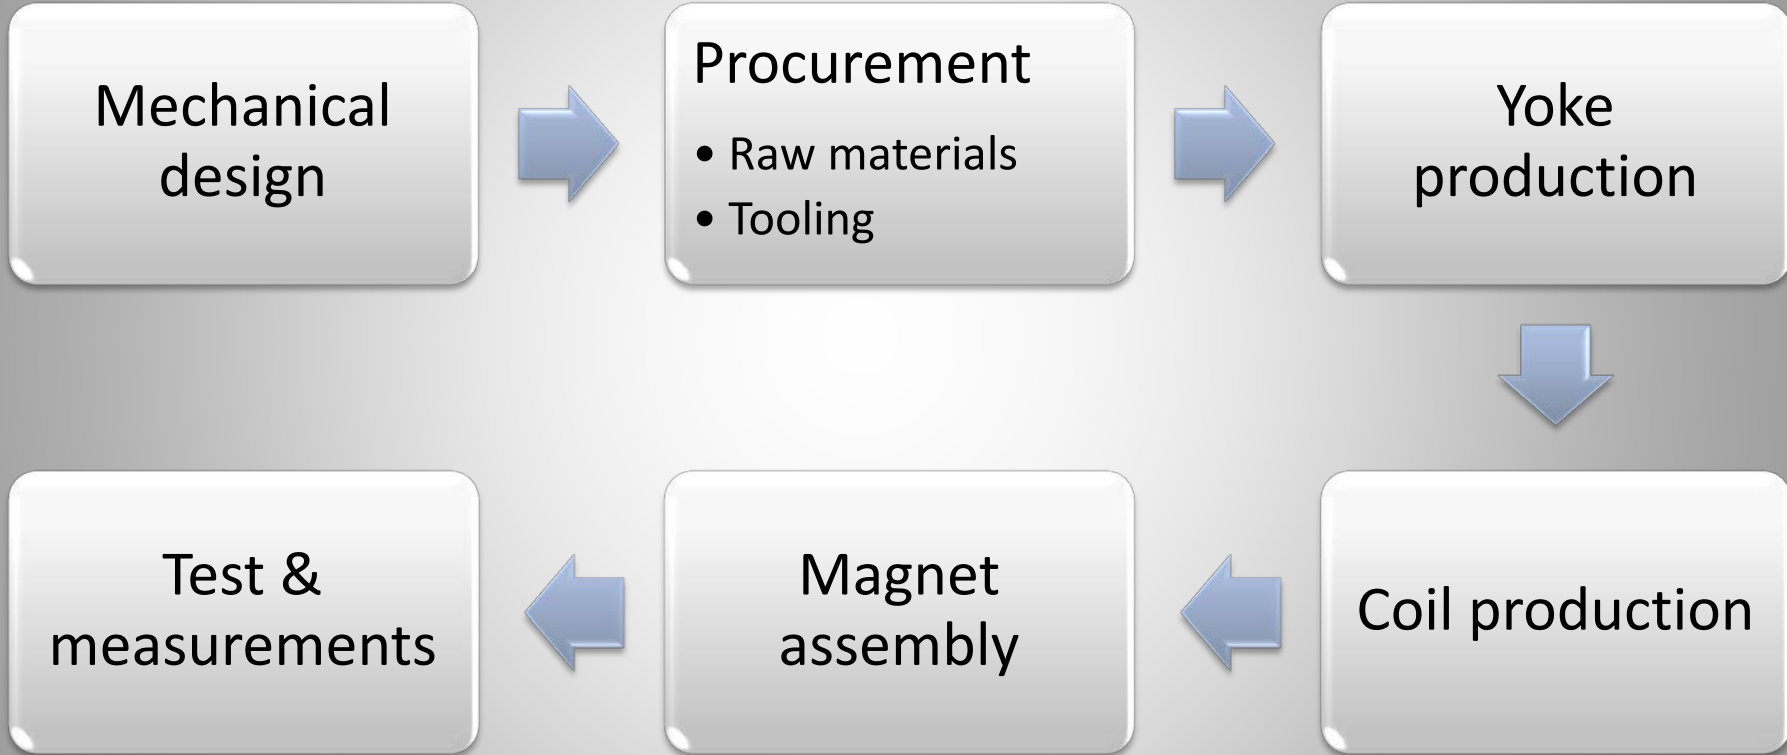 Mechanical
design
Procurement
• Raw materials
• Tooling
Yoke
production
Coil production
Magnet
assembly
Test &
measurements